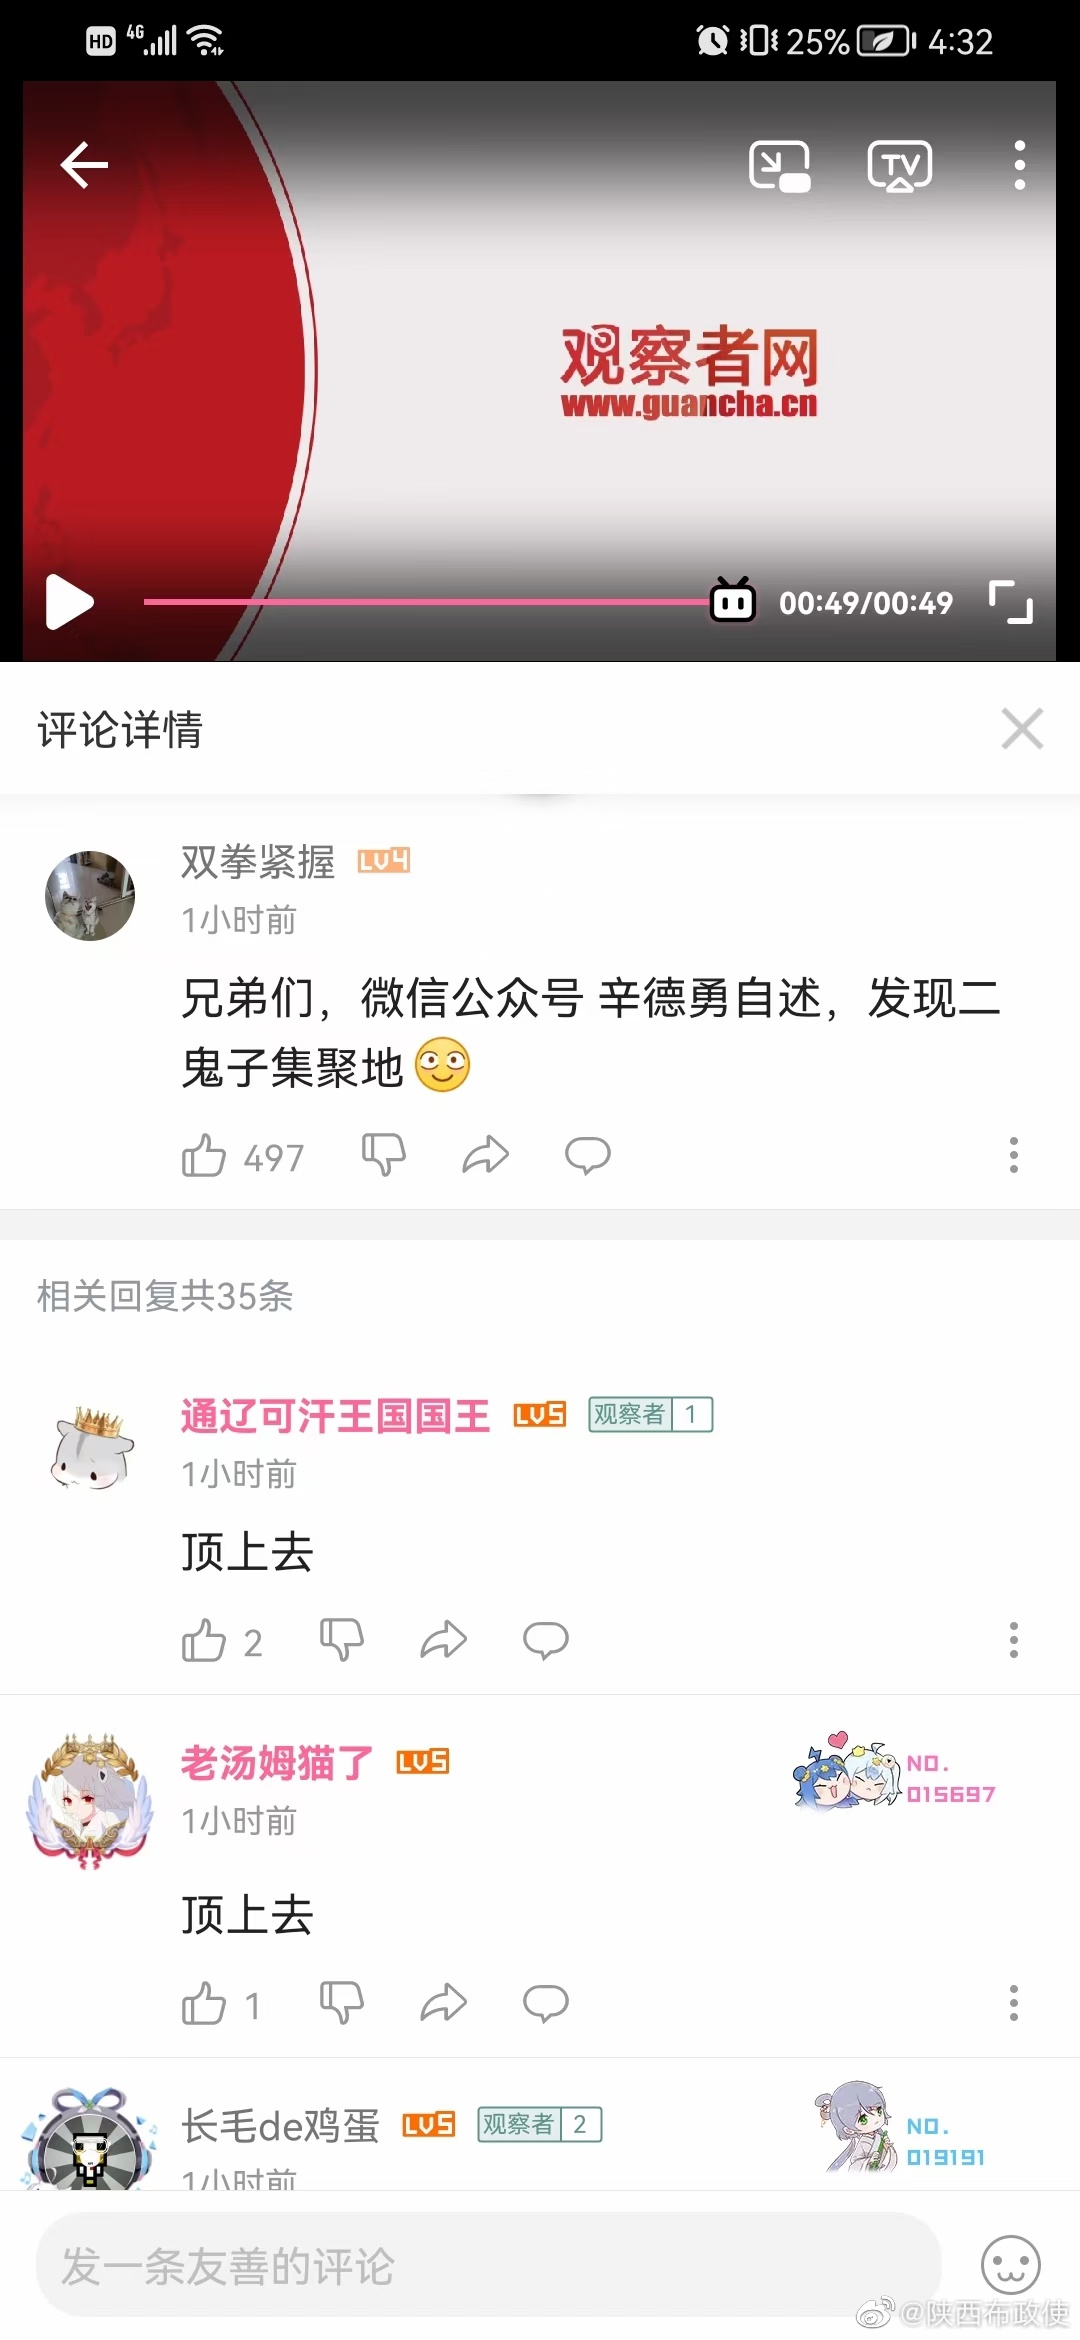 HD 4G 25% 4:32
TV
观察者网
www.guancha.cn
00:49/00:49
评论详情
双拳紧握 LV4
1小时前
兄弟们，微信公众号 辛德勇自述，发现二
鬼子集聚地
497
相关回复共35条
通辽可汗王国国王 LV5 观察者 1
1小时前
顶上去
2
老汤姆猫了 LV5
NO.
015697
1小时前
顶上去
1
长毛de鸡蛋 LV5 观察者 2
NO.
019191
1小时前
发一条友善的评论
@陕西布政使